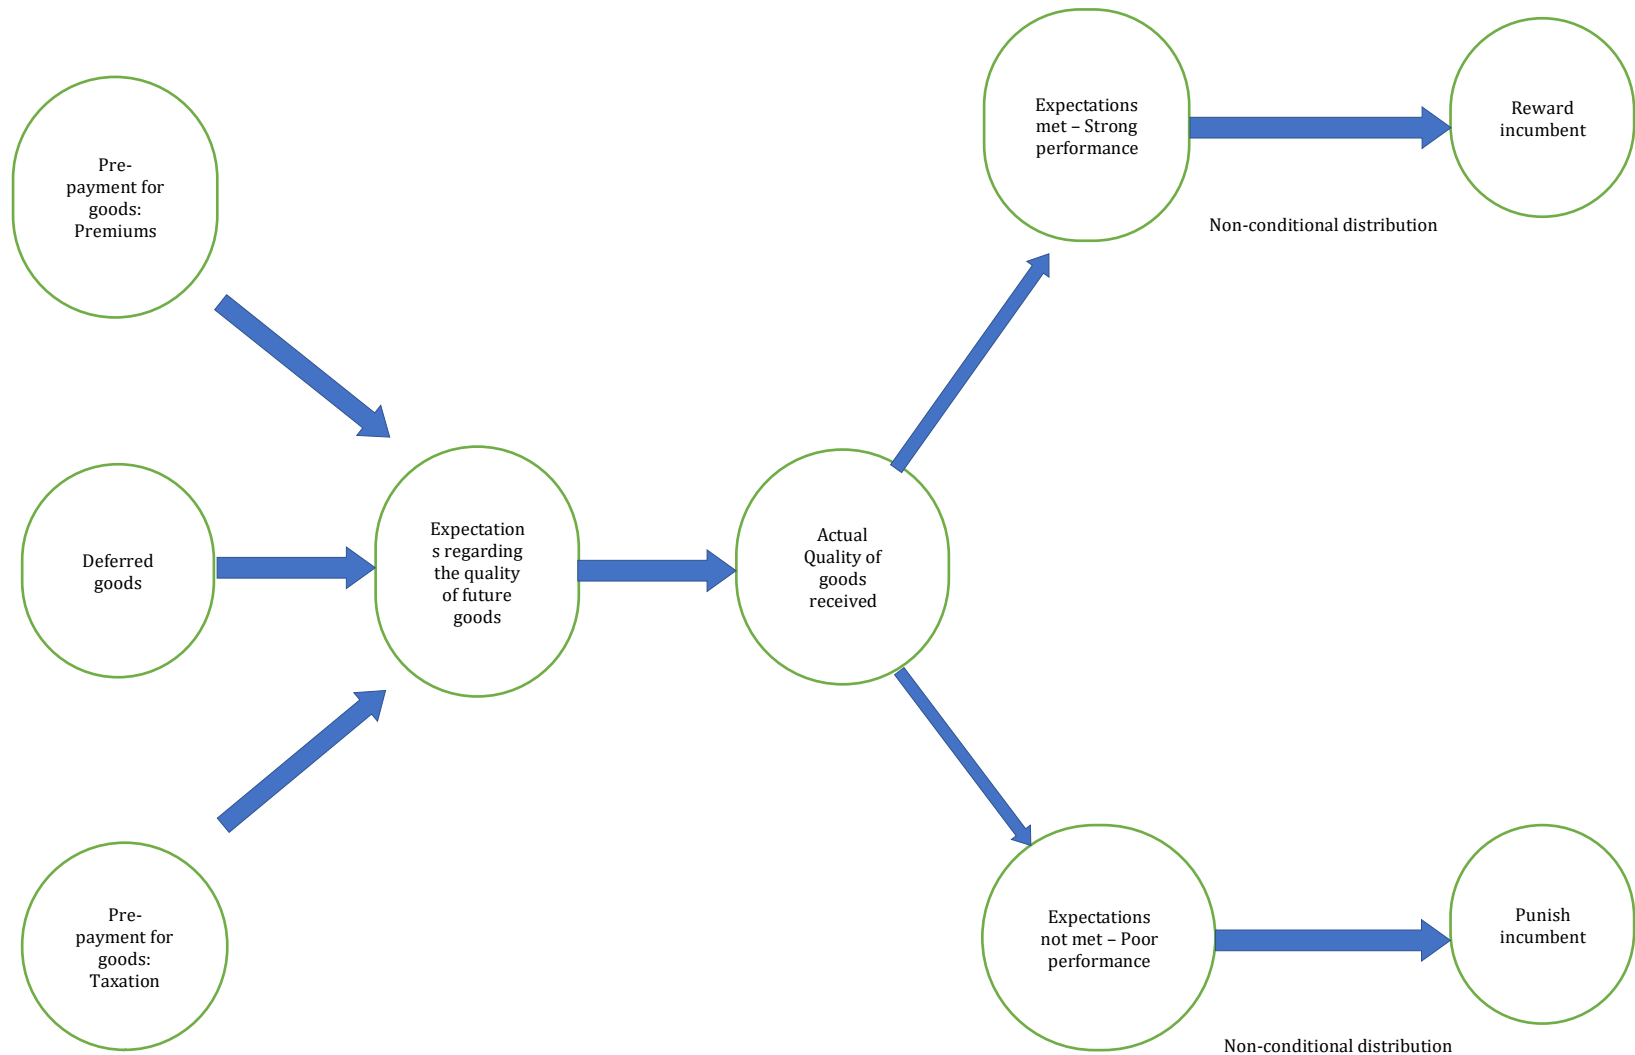 Pre-
payment for
goods:
Premiums
Deferred
goods
Pre-
payment for
goods:
Taxation
Expectation
s regarding
the quality
of future
goods
Actual
Quality of
goods
received
Expectations
met – Strong
performance
Non-conditional distribution
Reward
incumbent
Expectations
not met – Poor
performance
Non-conditional distribution
Punish
incumbent